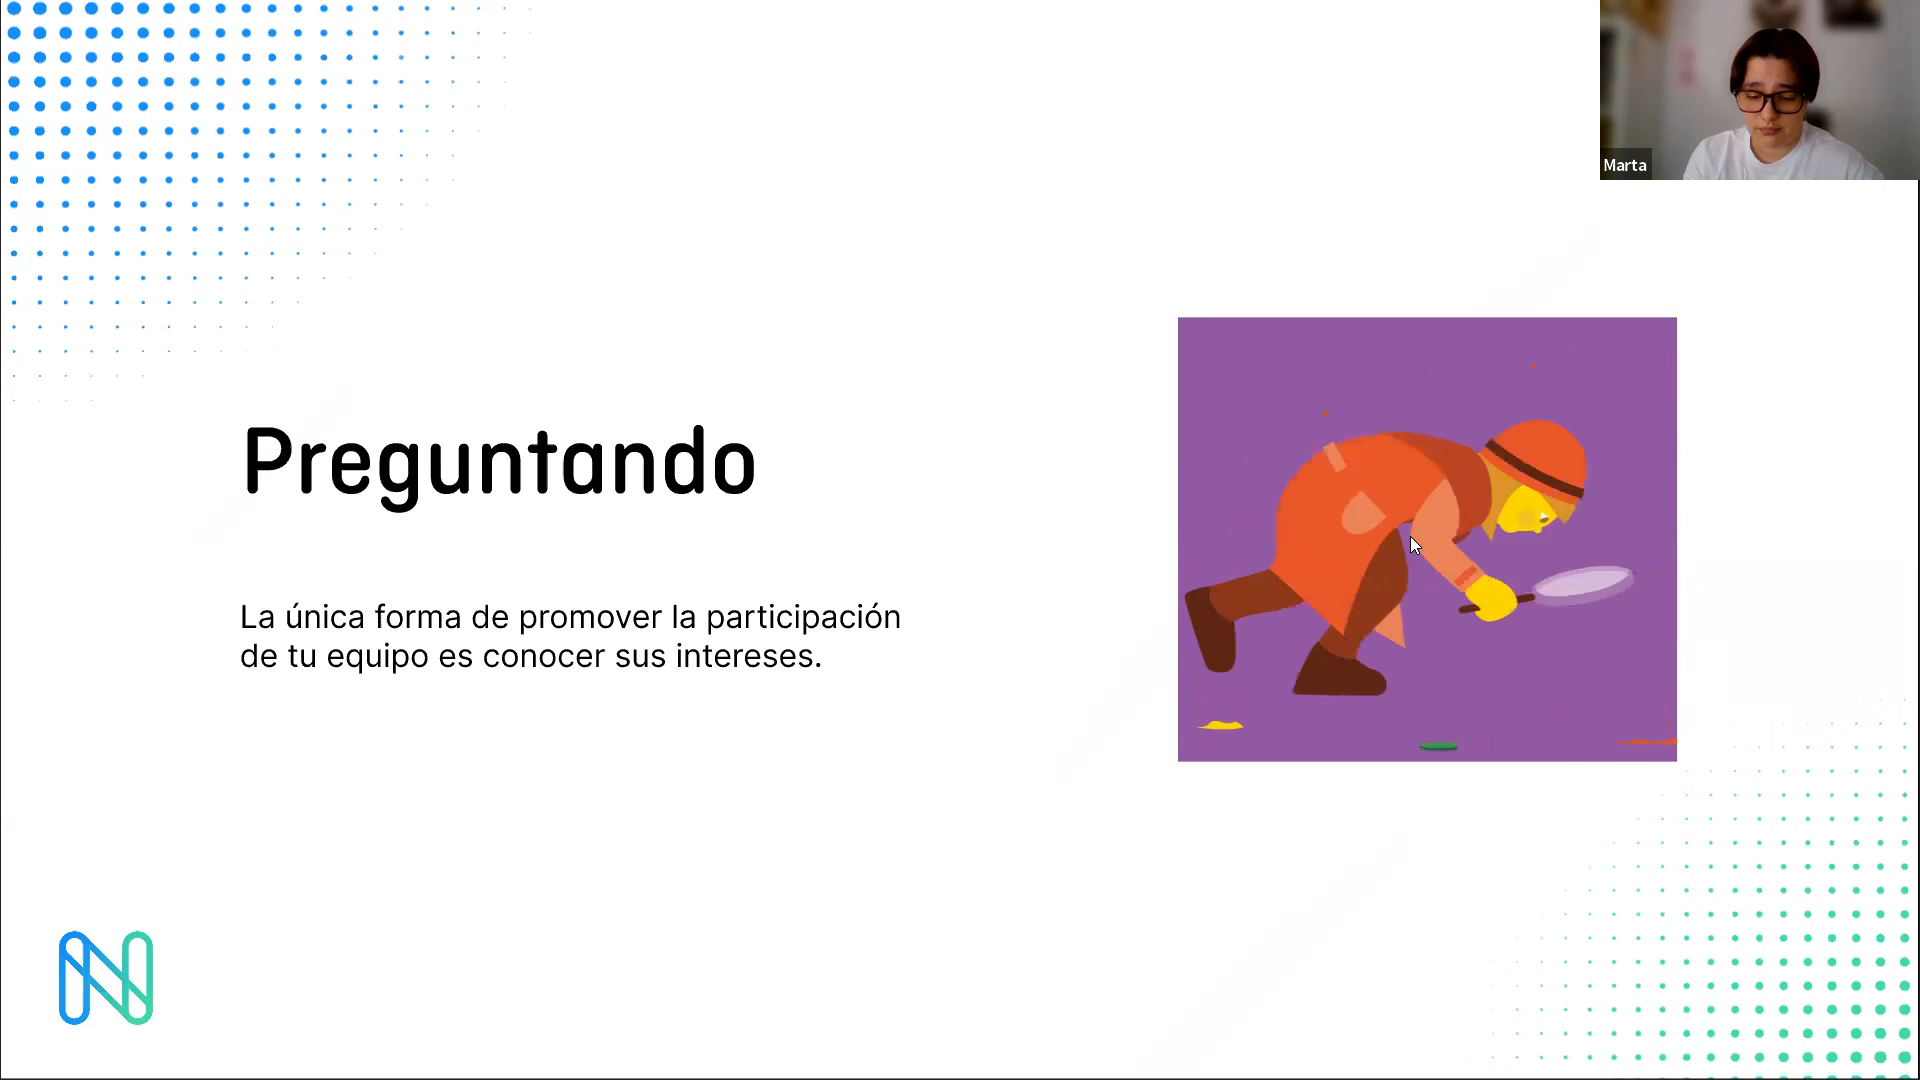 Marta
Preguntando
La única forma de promover la participación
de tu equipo es conocer sus intereses.